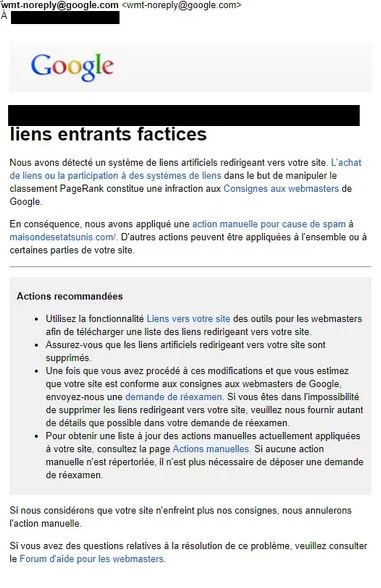 wmt-noreply@google.com <wmt-noreply@google.com>
À
Google
liens entrants factices
Nous avons détecté un système de liens artificiels redirigeant vers votre site. L'achat
de liens ou la participation à des systèmes de liens dans le but de manipuler le
classement PageRank constitue une infraction aux Consignes aux webmasters de
Google.
En conséquence, nous avons appliqué une action manuelle pour cause de spam à
maisondesetatsunis.com/. D'autres actions peuvent être appliquées à l'ensemble ou à
certaines parties de votre site.
Actions recommandées
• Utilisez la fonctionnalité Liens vers votre site des outils pour les webmasters
afin de télécharger une liste des liens redirigeant vers votre site.
• Assurez-vous que les liens artificiels redirigeant vers votre site sont
supprimés.
• Une fois que vous avez procédé à ces modifications et que vous estimez
que votre site est conforme aux consignes aux webmasters de Google,
envoyez-nous une demande de réexamen. Si vous êtes dans l'impossibilité
de supprimer les liens redirigeant vers votre site, veuillez nous fournir autant
de détails que possible dans votre demande de réexamen.
• Pour obtenir une liste à jour des actions manuelles actuellement appliquées
à votre site, consultez la page Actions manuelles. Si aucune action
manuelle n'est répertoriée, il n'est plus nécessaire de déposer une demande
de réexamen.
Si nous considérons que votre site n'enfreint plus nos consignes, nous annulerons
l'action manuelle.
Si vous avez des questions relatives à la résolution de ce problème, veuillez consulter
le Forum d'aide pour les webmasters.